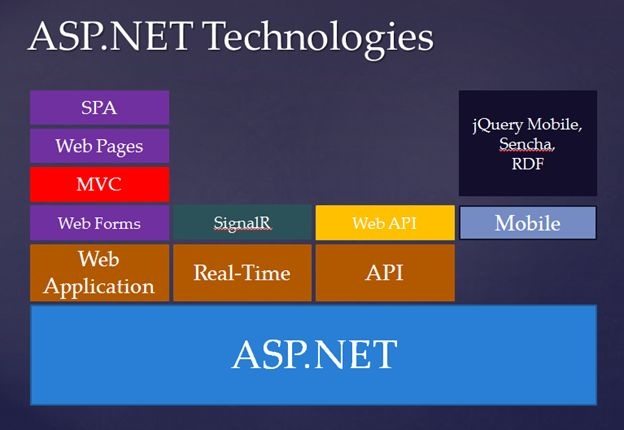 ASP.NET Technologies
SPA
Web Pages
MVC
Web Forms
SignalR
Web API
jQuery Mobile,
Sencha,
RDF
Mobile
Web
Application
Real-Time
API
ASP.NET